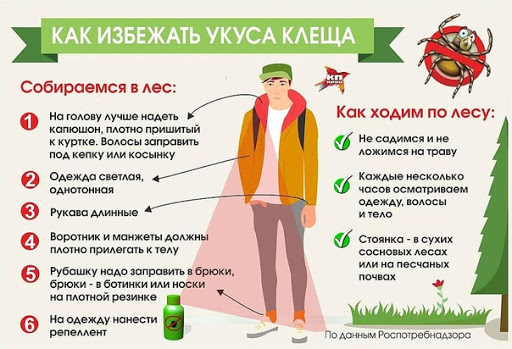 КАК ИЗБЕЖАТЬ УКУСА КЛЕЩА
КП
Собираемся в лес:
1 На голову лучше надеть
капюшон, плотно пришитый
к куртке. Волосы заправить
под кепку или косынку
2 Одежда светлая,
однотонная
3 Рукава длинные
4 Воротник и манжеты должны
плотно прилегать к телу
5 Рубашку надо заправить в брюки,
брюки - в ботинки или носки
на плотной резинке
6 На одежду нанести
репеллент
Как ходим по лесу:
Не садимся и не
ложимся на траву
Каждые несколько
часов осматриваем
одежду, волосы
и тело
Стоянка - в сухих
сосновых лесах
или на песчаных
почвах
По данным Роспотребнадзора